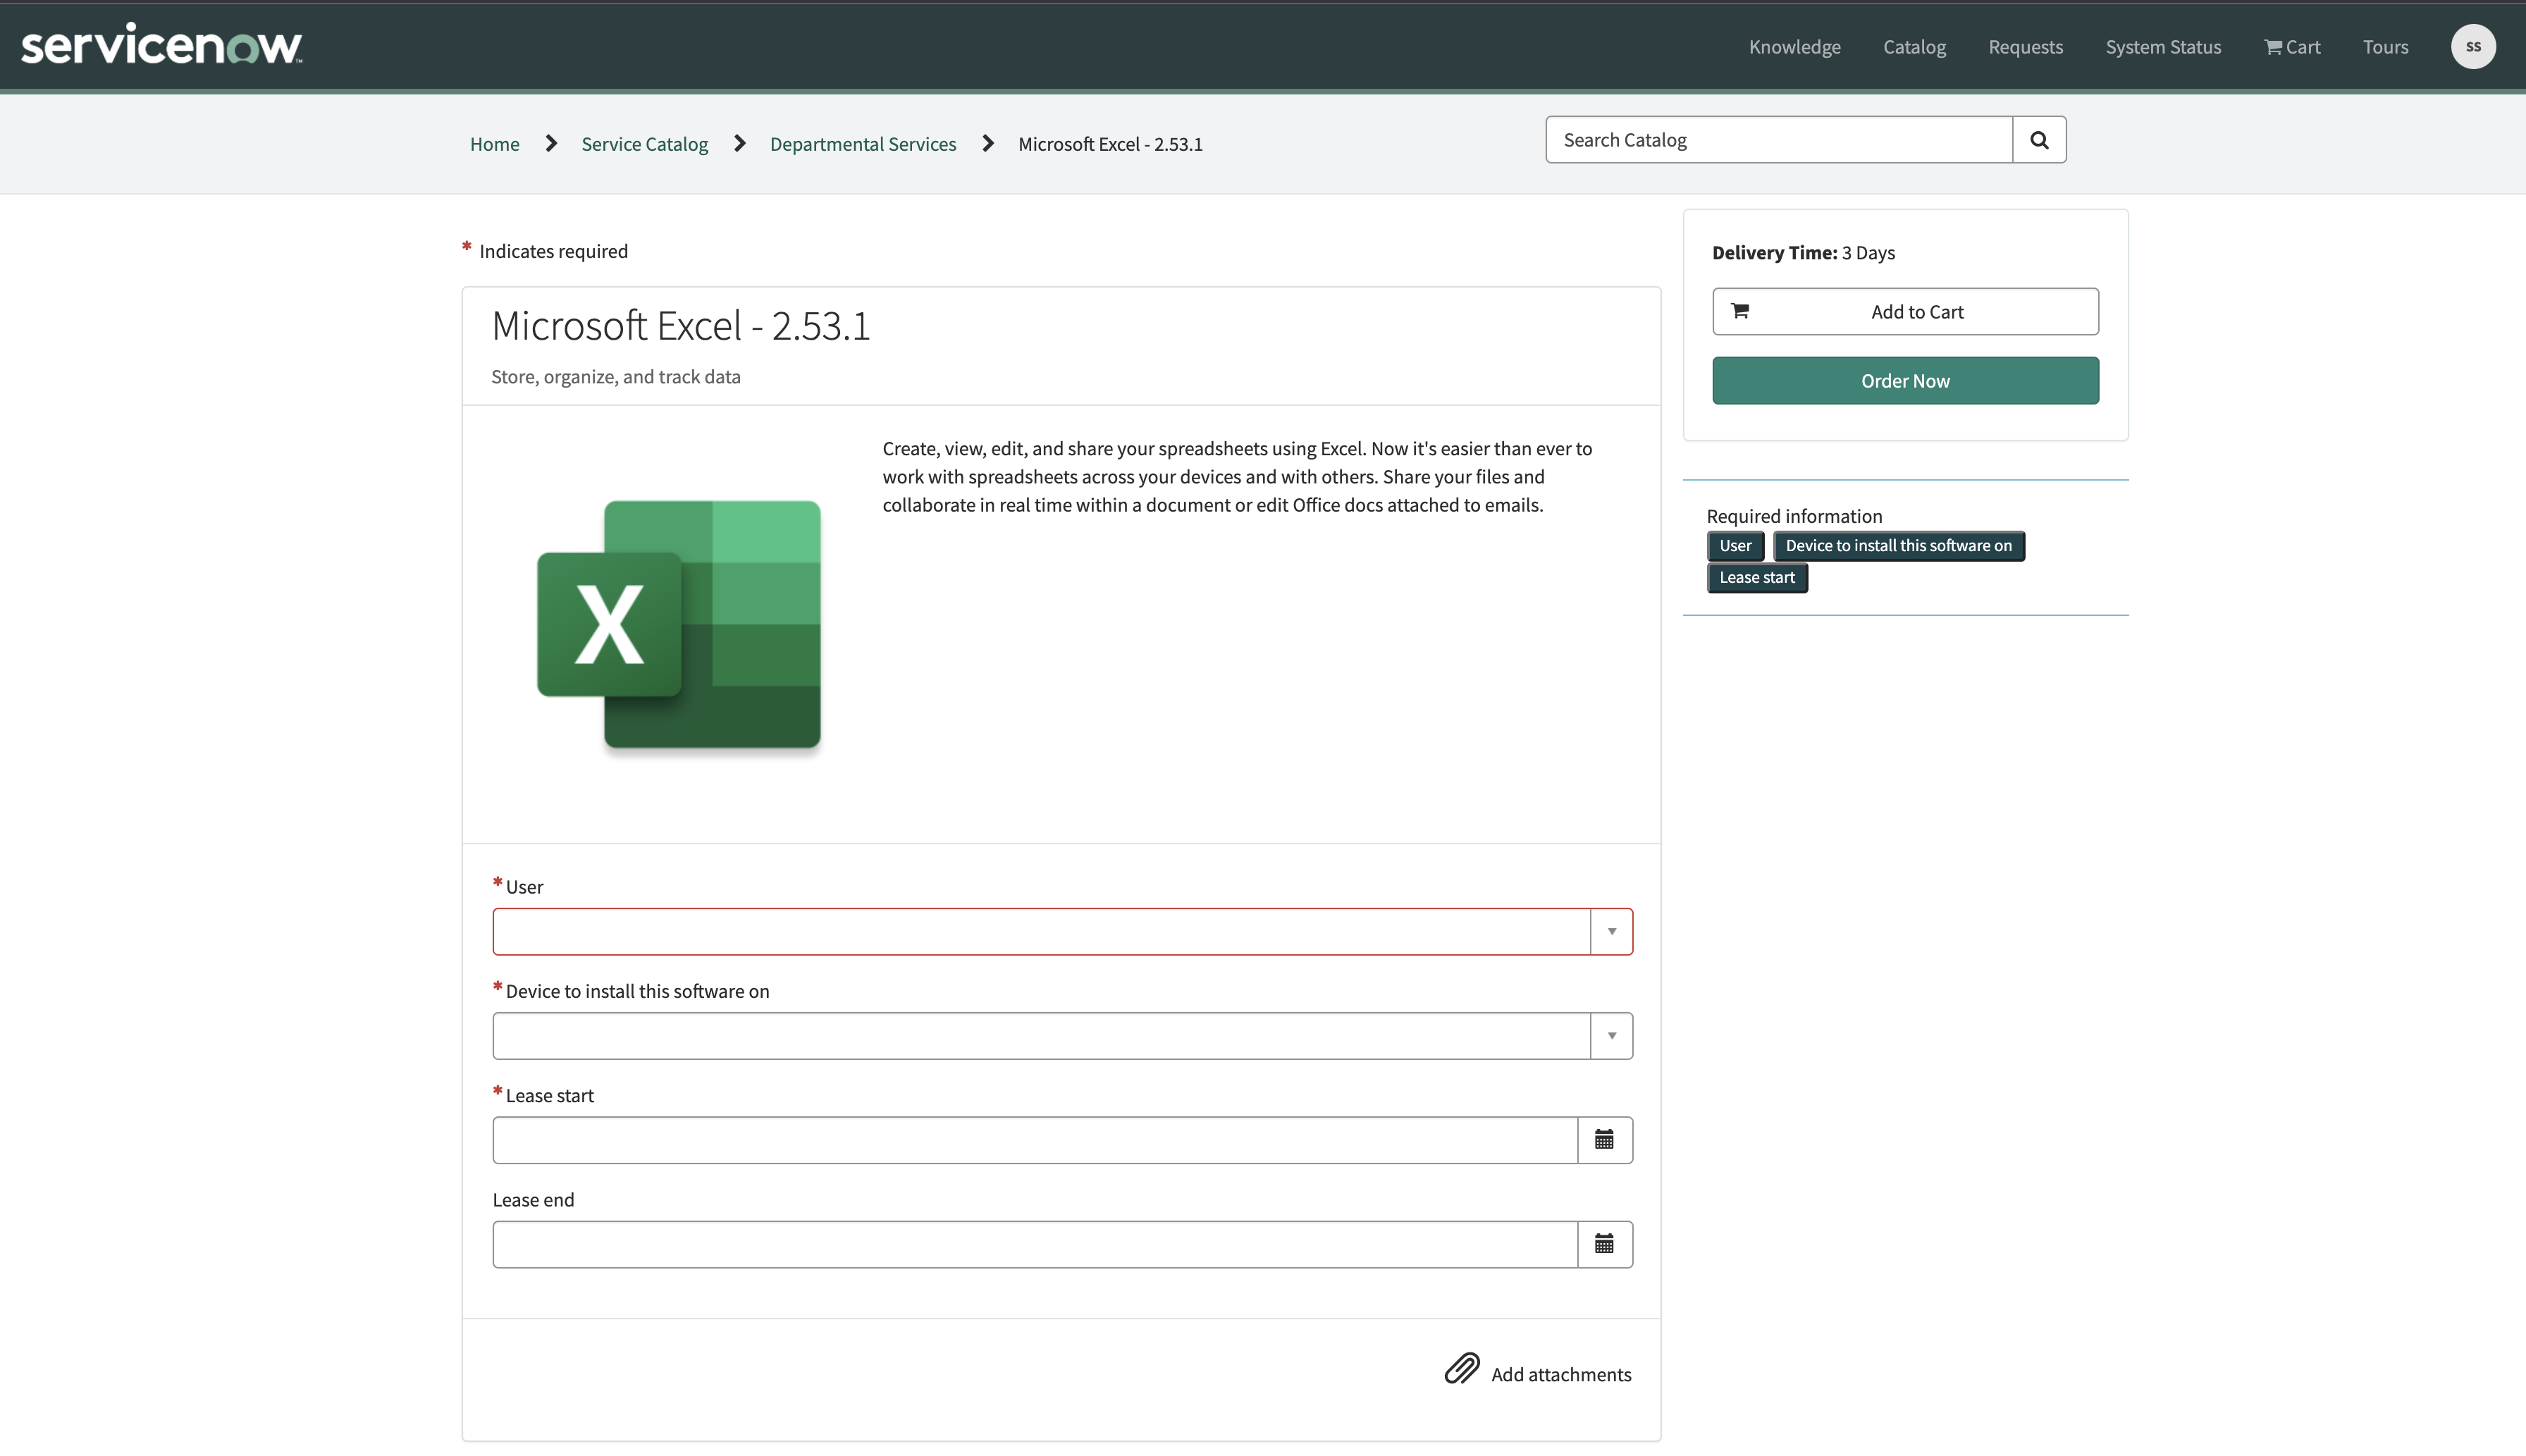 servicenow™
Knowledge
Catalog
Requests
System Status
Cart
Tours
SS
Home
Service Catalog
Departmental Services
Microsoft Excel - 2.53.1
Search Catalog
* Indicates required
Microsoft Excel - 2.53.1
Store, organize, and track data
X
Create, view, edit, and share your spreadsheets using Excel. Now it's easier than ever to
work with spreadsheets across your devices and with others. Share your files and
collaborate in real time within a document or edit Office docs attached to emails.
* User
* Device to install this software on
* Lease start
Lease end
Add attachments
Delivery Time: 3 Days
Add to Cart
Order Now
Required information
User
Device to install this software on
Lease start